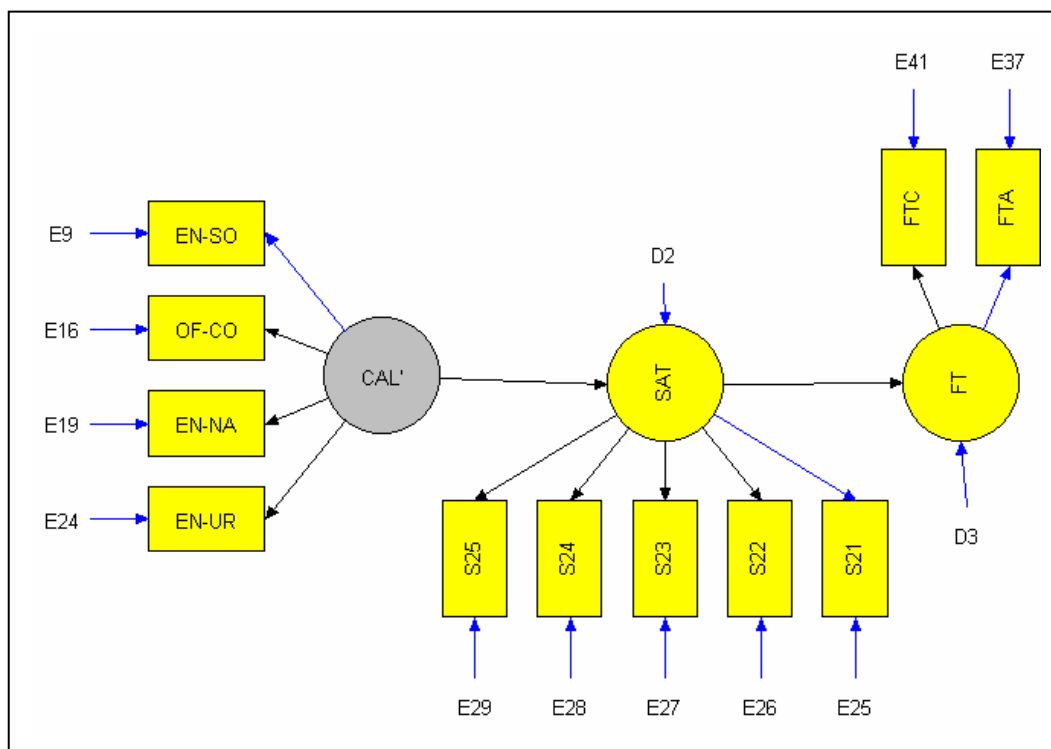 E41
E37
FTC
FTA
E9
EN-SO
D2
E16
OF-CO
CAL'
SAT
FT
E19
EN-NA
E24
EN-UR
D3
S25
S24
S23
S22
S21
E29
E28
E27
E26
E25